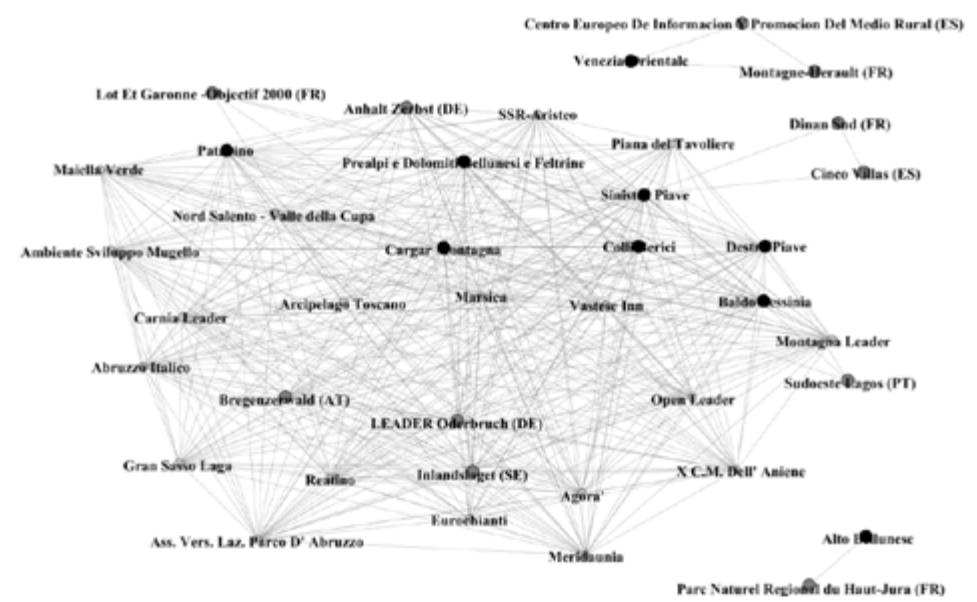 Centro Europeo De Informacion Y Promocion Del Medio Rural (ES)
Venezia Orientale
Montagne-Herault (FR)
Lot Et Garonne -Objectif 2000 (FR)
Anhalt Zerbst (DE)
SSR-Aristeo
Dinan Sud (FR)
Piana del Tavoliere
Patavino
Prealpi e Dolomiti Bellunesi e Feltrine
Maiella Verde
Cinco Villas (ES)
Sinistra Piave
Nord Salento - Valle della Cupa
Ambiente Sviluppo Mugello
Cargar Montagna
Colli Berici
Destra Piave
Arcipelago Toscano
Marsica
Vastese Inn
Baldo Lessinia
Carnia Leader
Montagna Leader
Abruzzo Italico
Sudoeste Lagos (PT)
Bregenzerwald (AT)
Open Leader
LEADER Oderbruch (DE)
Gran Sasso Laga
Reatino
Inlandslaget (SE)
X C.M. Dell' Aniene
Agora'
Eurochianti
Ass. Vers. Laz. Parco D' Abruzzo
Meridaunia
Alto Bellunese
Parc Naturel Regional du Haut-Jura (FR)